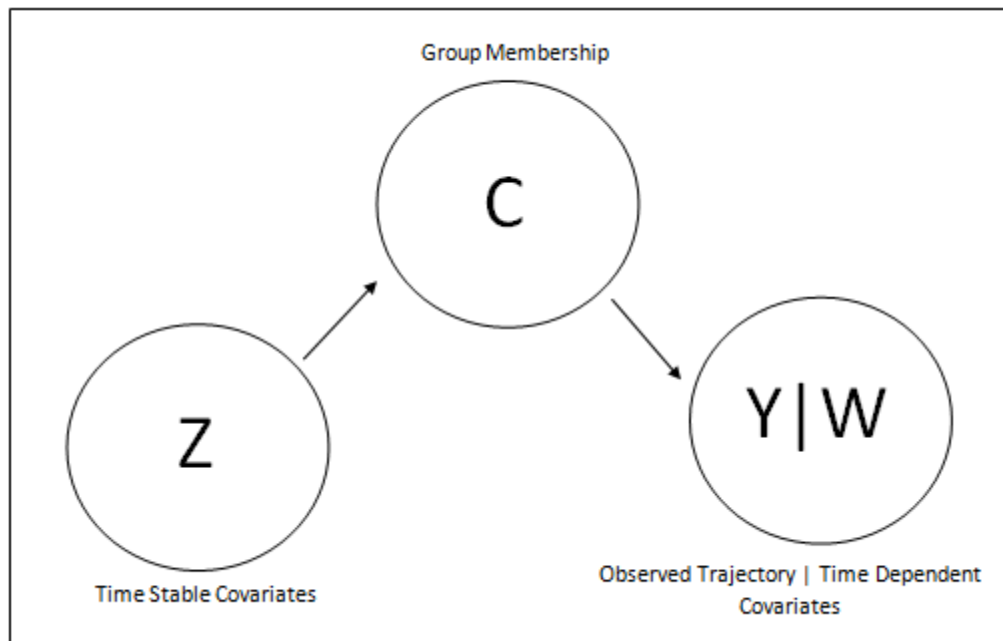 Group Membership
C
Z
Y|W
Time Stable Covariates
Observed Trajectory | Time Dependent
Covariates